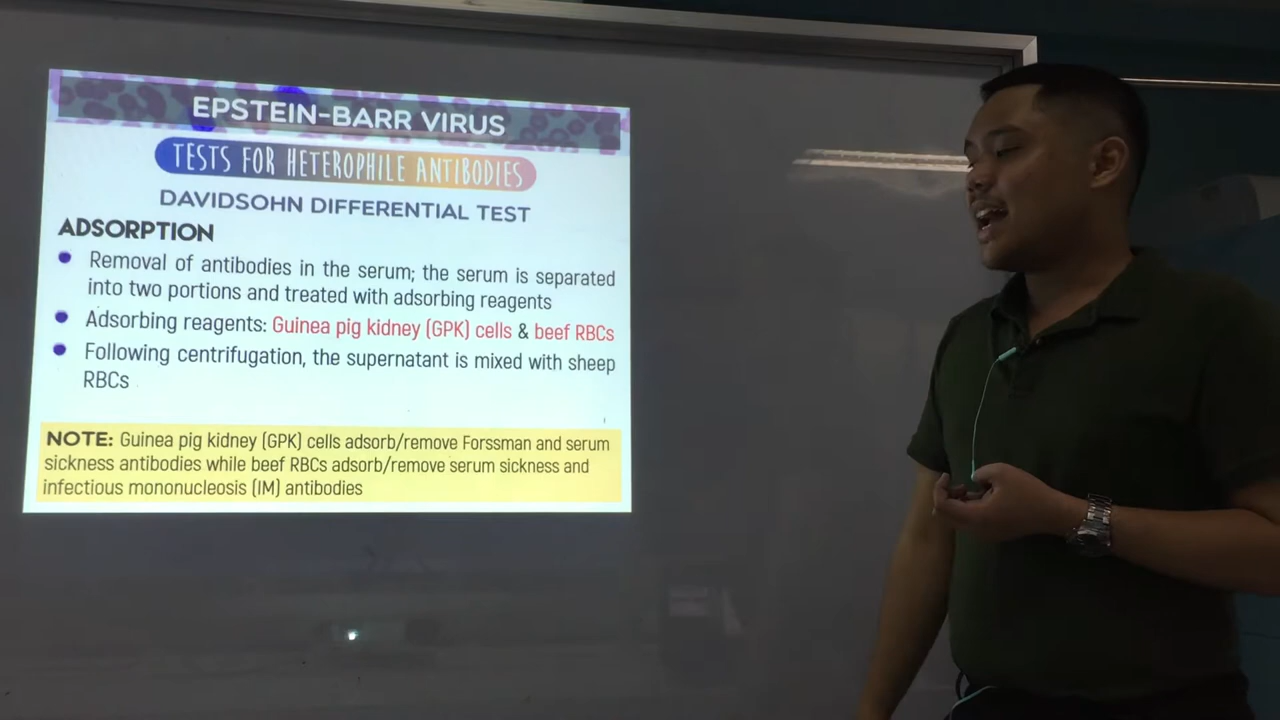 EPSTEIN-BARR VIRUS
TESTS FOR HETEROPHILE ANTIBODIES
DAVIDSOHN DIFFERENTIAL TEST
ADSORPTION
Removal of antibodies in the serum; the serum is separated
into two portions and treated with adsorbing reagents
Adsorbing reagents: Guinea pig kidney (GPK) cells & beef RBCs
Following centrifugation, the supernatant is mixed with sheep
RBCs
NOTE: Guinea pig kidney (GPK) cells adsorb/remove Forssman and serum
sickness antibodies while beef RBCs adsorb/remove serum sickness and
infectious mononucleosis (IM) antibodies